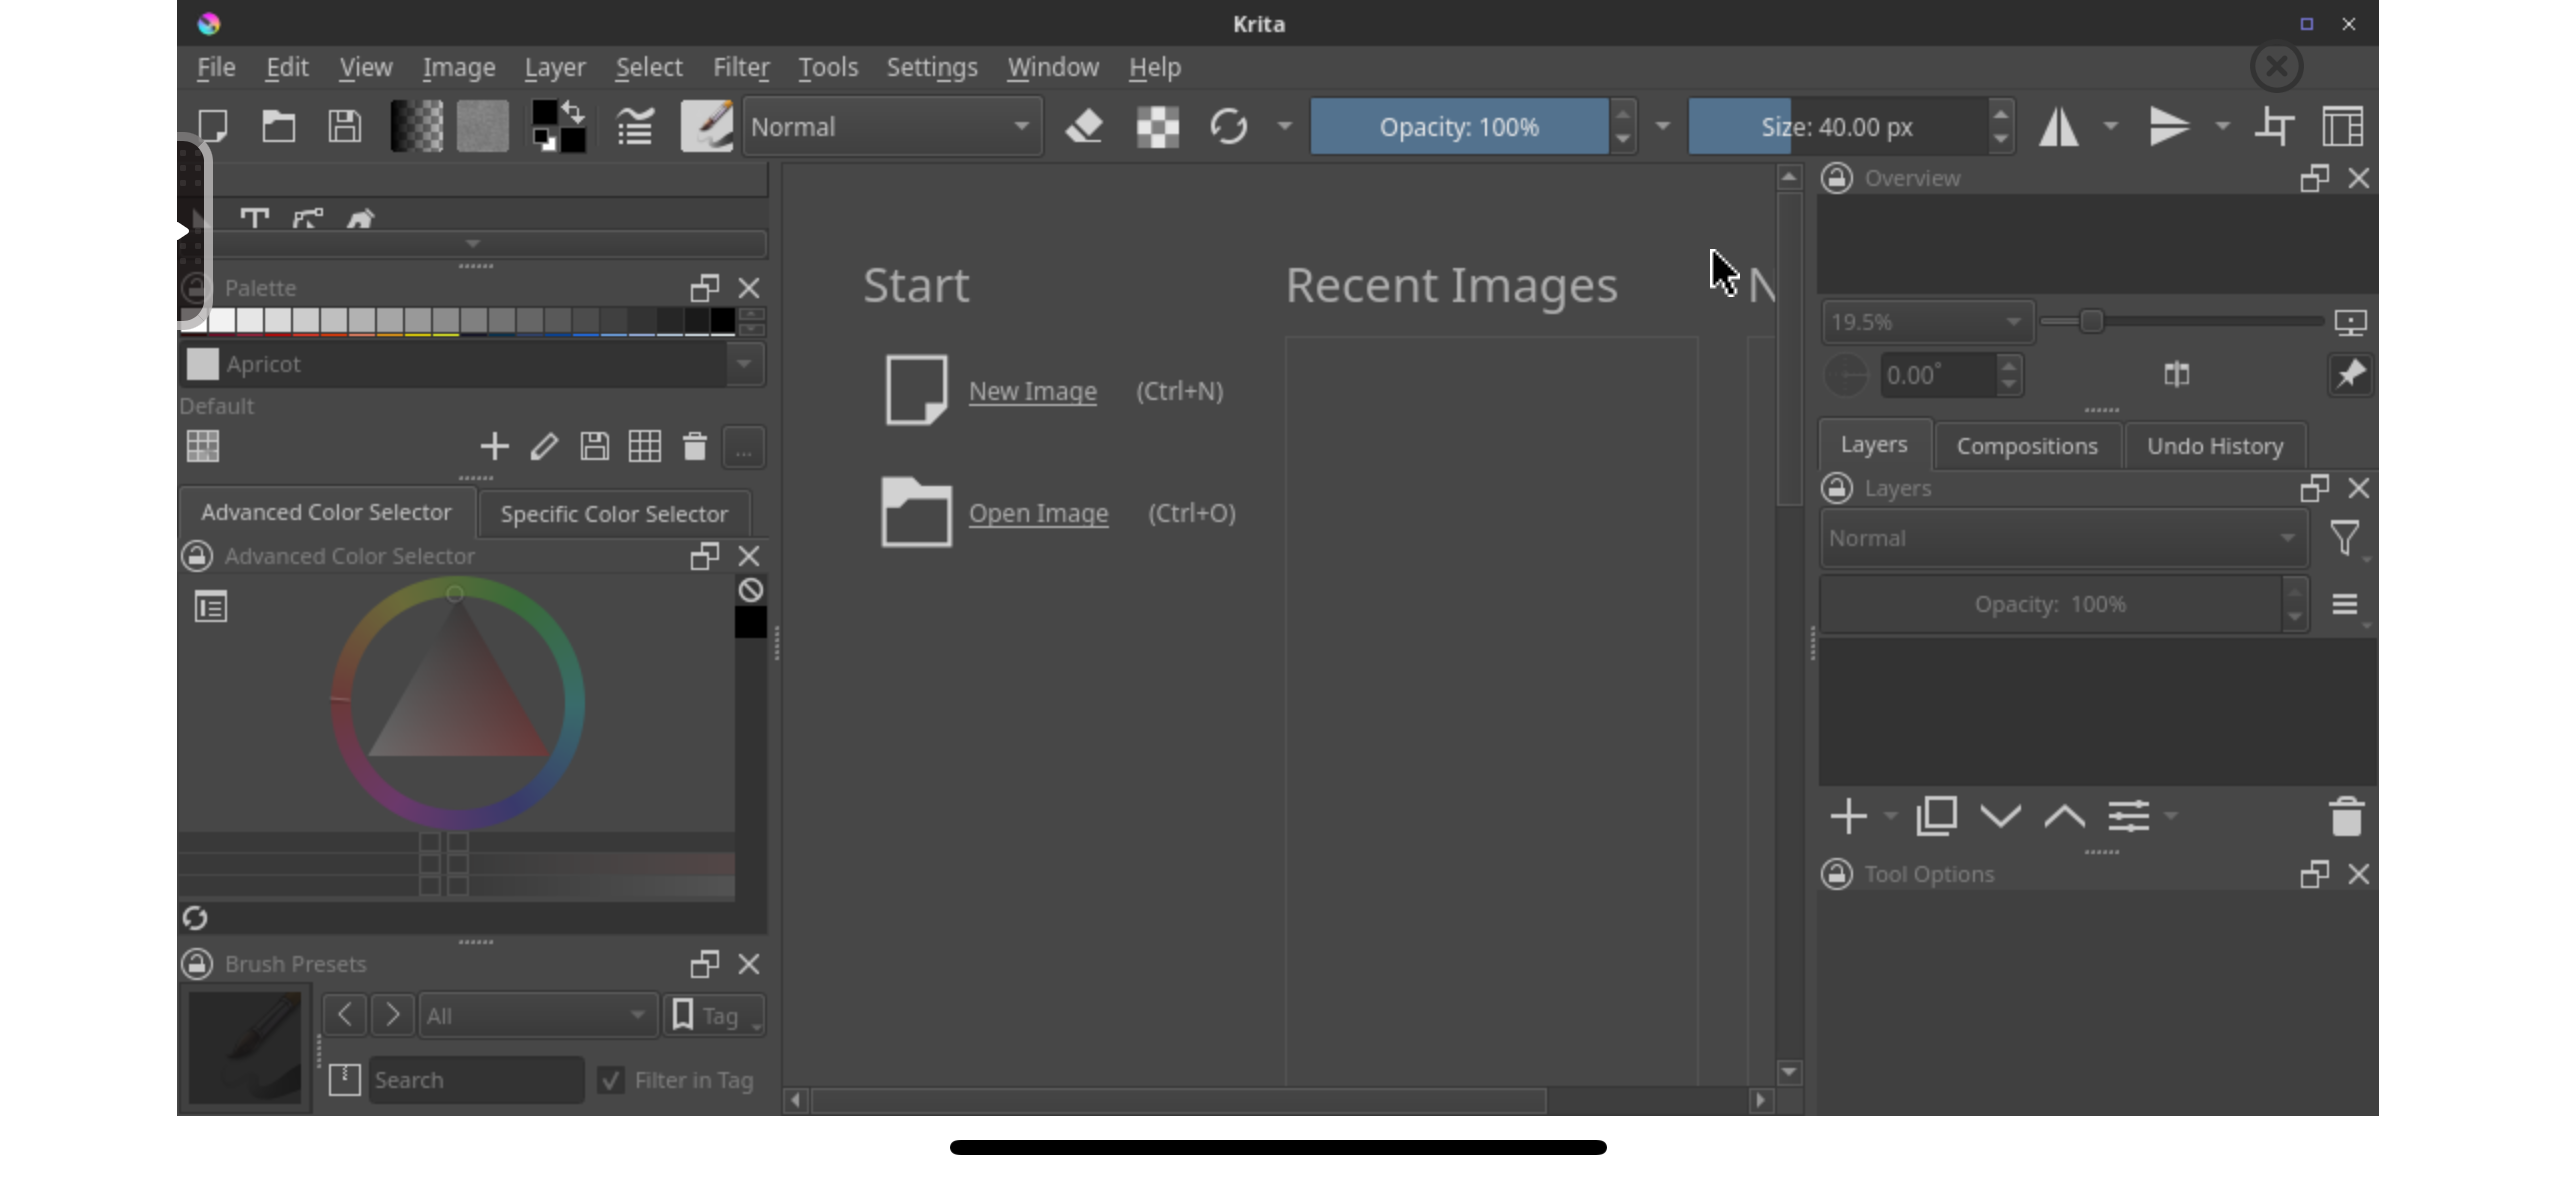 Krita
File Edit View Image Layer Select Filter Tools Settings Window Help
Normal
Opacity: 100%
Size: 40.00 px
Palette
Apricot
Default
...
Advanced Color Selector
Specific Color Selector
Advanced Color Selector
Brush Presets
All
Tag
Search
Filter in Tag
Start
New Image (Ctrl+N)
Open Image (Ctrl+O)
Recent Images
N
Overview
19.5%
0.00°
Layers Compositions Undo History
Layers
Normal
Opacity: 100%
Tool Options